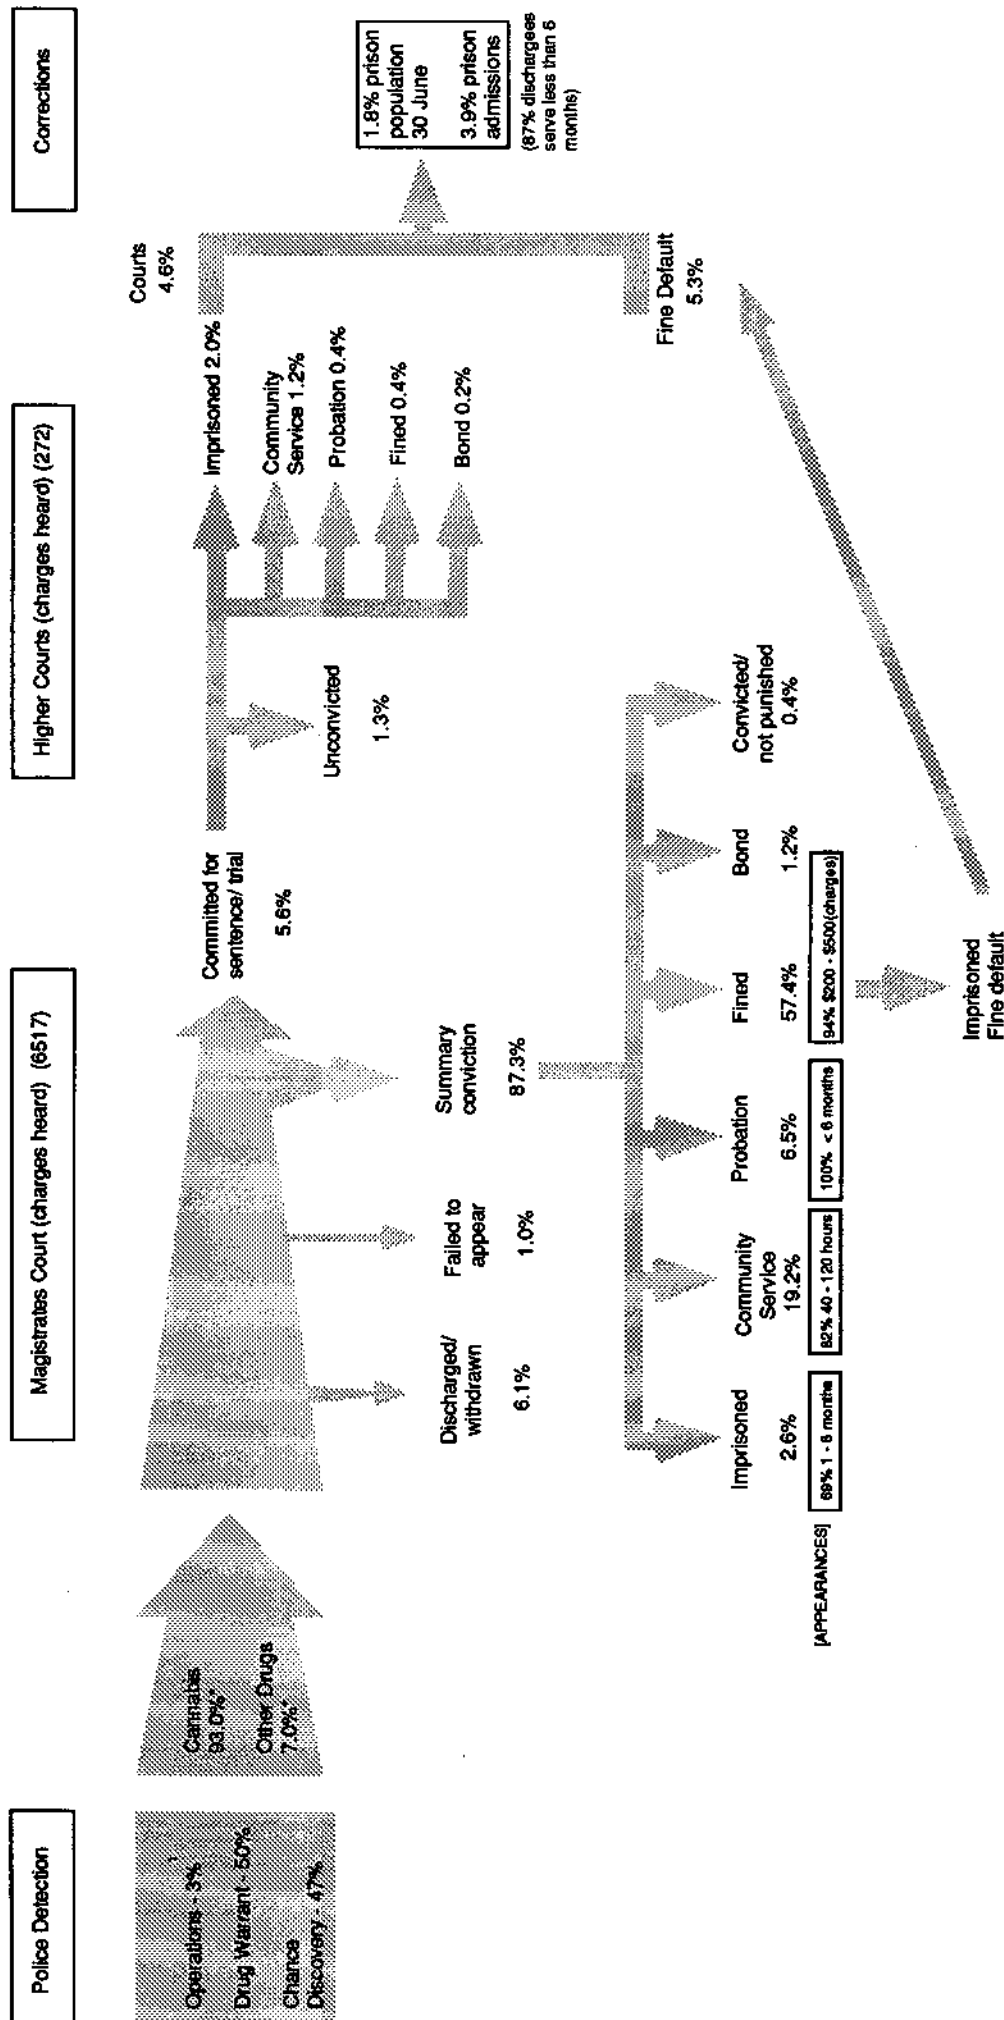 Police Detection
Magistrates Court (charges heard) (6517)
Higher Courts (charges heard) (272)
Corrections
Operations - 3%
Drug Warrant - 50%
Chance
Discovery - 47%
Cannabis
93.0%*
Other Drugs
7.0%*
Discharged/
withdrawn
6.1%
Failed to
appear
1.0%
Summary
conviction
87.3%
Committed for
sentence/ trial
5.6%
Unconvicted
1.3%
Imprisoned 2.0%
Community
Service 1.2%
Probation 0.4%
Fined 0.4%
Bond 0.2%
Courts
4.6%
1.8% prison
population
30 June
3.9% prison
admissions
(87% dischargees
serve less than 6
months)
Fine Default
5.3%
Imprisoned
2.6%
69% 1 - 6 months
Community
Service
19.2%
82% 40 - 120 hours
Probation
6.5%
100% < 6 months
Fined
57.4%
94% $200 - $500(charges)
Bond
1.2%
Convicted/
not punished
0.4%
[APPEARANCES]
Imprisoned
Fine default